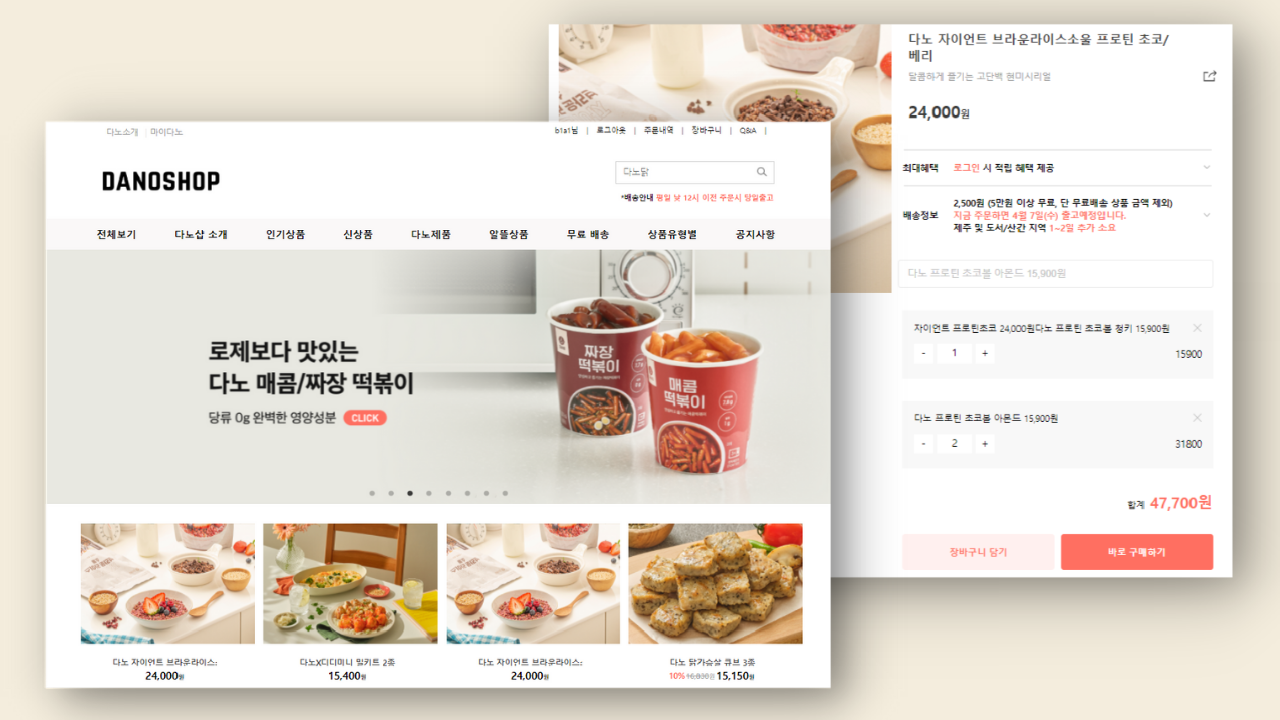 다노소개 | 마이다노
b1a1님 | 로그아웃 | 주문내역 | 장바구니 | Q&A |
DANOSHOP
다노닭
*배송안내 평일 낮 12시 이전 주문시 당일출고
전체보기 다노샵 소개 인기상품 신상품 다노제품 알뜰상품 무료 배송 상품유형별 공지사항
로제보다 맛있는
다노 매콤/짜장 떡볶이
당류 0g 완벽한 영양성분 CLICK
짜장
떡볶이
매콤
떡볶이
다노 자이언트 브라운라이스:
24,000원
다노X디디미니 밀키트 2종
15,400원
다노 자이언트 브라운라이스:
24,000원
다노 닭가슴살 큐브 3종
10% 16,830원 15,150원
다노 자이언트 브라운라이스소울 프로틴 초코/
베리
달콤하게 즐기는 고단백 현미시리얼
24,000원
최대혜택 로그인 시 적립 혜택 제공
배송정보 2,500원 (5만원 이상 무료, 단 무료배송 상품 금액 제외)
지금 주문하면 4월 7일(수) 출고예정입니다.
제주 및 도서/산간 지역 1~2일 추가 소요
다노 프로틴 초코볼 아몬드 15,900원
자이언트 프로틴초코 24,000원다노 프로틴 초코볼 청키 15,900원
- 1 + 15900
다노 프로틴 초코볼 아몬드 15,900원
- 2 + 31800
합계 47,700원
장바구니 담기 바로 구매하기